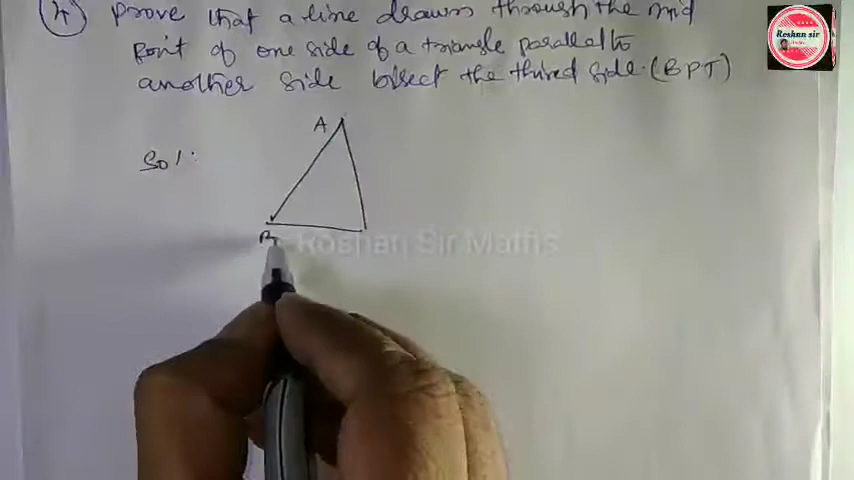 4) Prove that a line drawn through the mid
Point of one side of a triangle parallel to
another side bisect the third side. (BPT)
Sol:
A
B
Roshan Sir Maths
Roshan sir